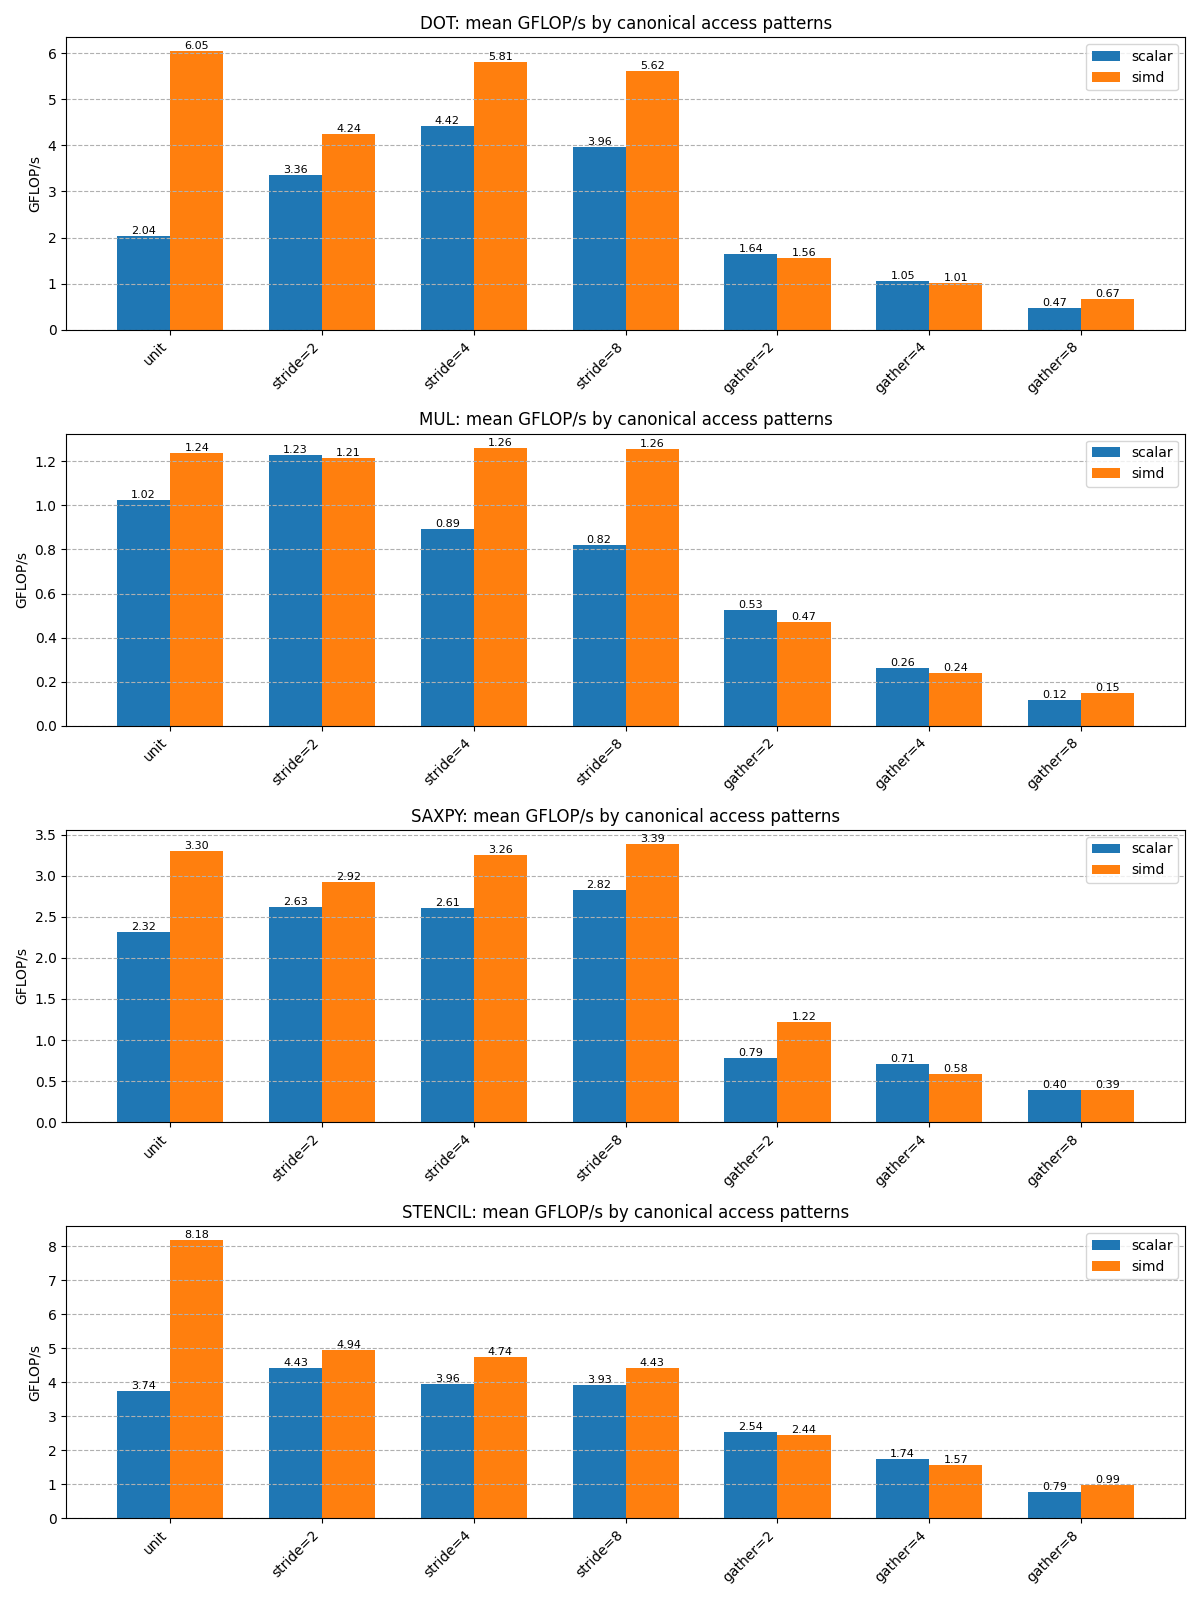 DOT: mean GFLOP/s by canonical access patterns
GFLOP/s
6
5
4
3
2
1
0
2.04
6.05
3.36
4.24
4.42
5.81
3.96
5.62
1.64
1.56
1.05
1.01
0.47
0.67
scalar
simd
unit
stride=2
stride=4
stride=8
gather=2
gather=4
gather=8
MUL: mean GFLOP/s by canonical access patterns
GFLOP/s
1.2
1.0
0.8
0.6
0.4
0.2
0.0
1.02
1.24
1.23
1.21
0.89
1.26
0.82
1.26
0.53
0.47
0.26
0.24
0.12
0.15
scalar
simd
unit
stride=2
stride=4
stride=8
gather=2
gather=4
gather=8
SAXPY: mean GFLOP/s by canonical access patterns
GFLOP/s
3.5
3.0
2.5
2.0
1.5
1.0
0.5
0.0
2.32
3.30
2.63
2.92
2.61
3.26
2.82
3.39
0.79
1.22
0.71
0.58
0.40
0.39
scalar
simd
unit
stride=2
stride=4
stride=8
gather=2
gather=4
gather=8
STENCIL: mean GFLOP/s by canonical access patterns
GFLOP/s
8
7
6
5
4
3
2
1
0
3.74
8.18
4.43
4.94
3.96
4.74
3.93
4.43
2.54
2.44
1.74
1.57
0.79
0.99
scalar
simd
unit
stride=2
stride=4
stride=8
gather=2
gather=4
gather=8